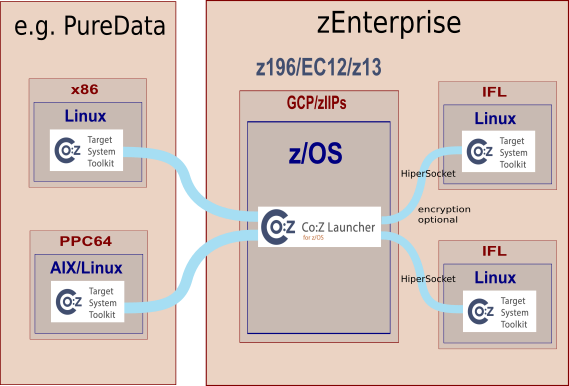 e.g. PureData
x86
Linux
Co:Z Target
System
Toolkit
PPC64
AIX/Linux
Co:Z Target
System
Toolkit
zEnterprise
z196/EC12/z13
GCP/zIIPs
z/OS
Co:Z Co:Z Launcher
for z/OS
HiperSocket
encryption
optional
HiperSocket
IFL
Linux
Co:Z Target
System
Toolkit
IFL
Linux
Co:Z Target
System
Toolkit